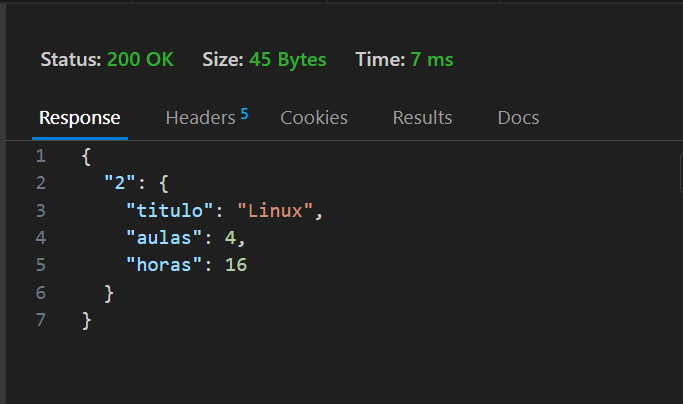 Status: 200 OK Size: 45 Bytes Time: 7 ms
Response Headers 5 Cookies Results Docs
1 {
2 "2": {
3 "titulo": "Linux",
4 "aulas": 4,
5 "horas": 16
6 }
7 }